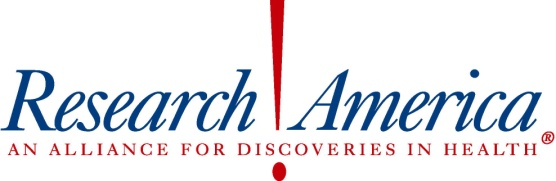 Research!America®
AN ALLIANCE FOR DISCOVERIES IN HEALTH